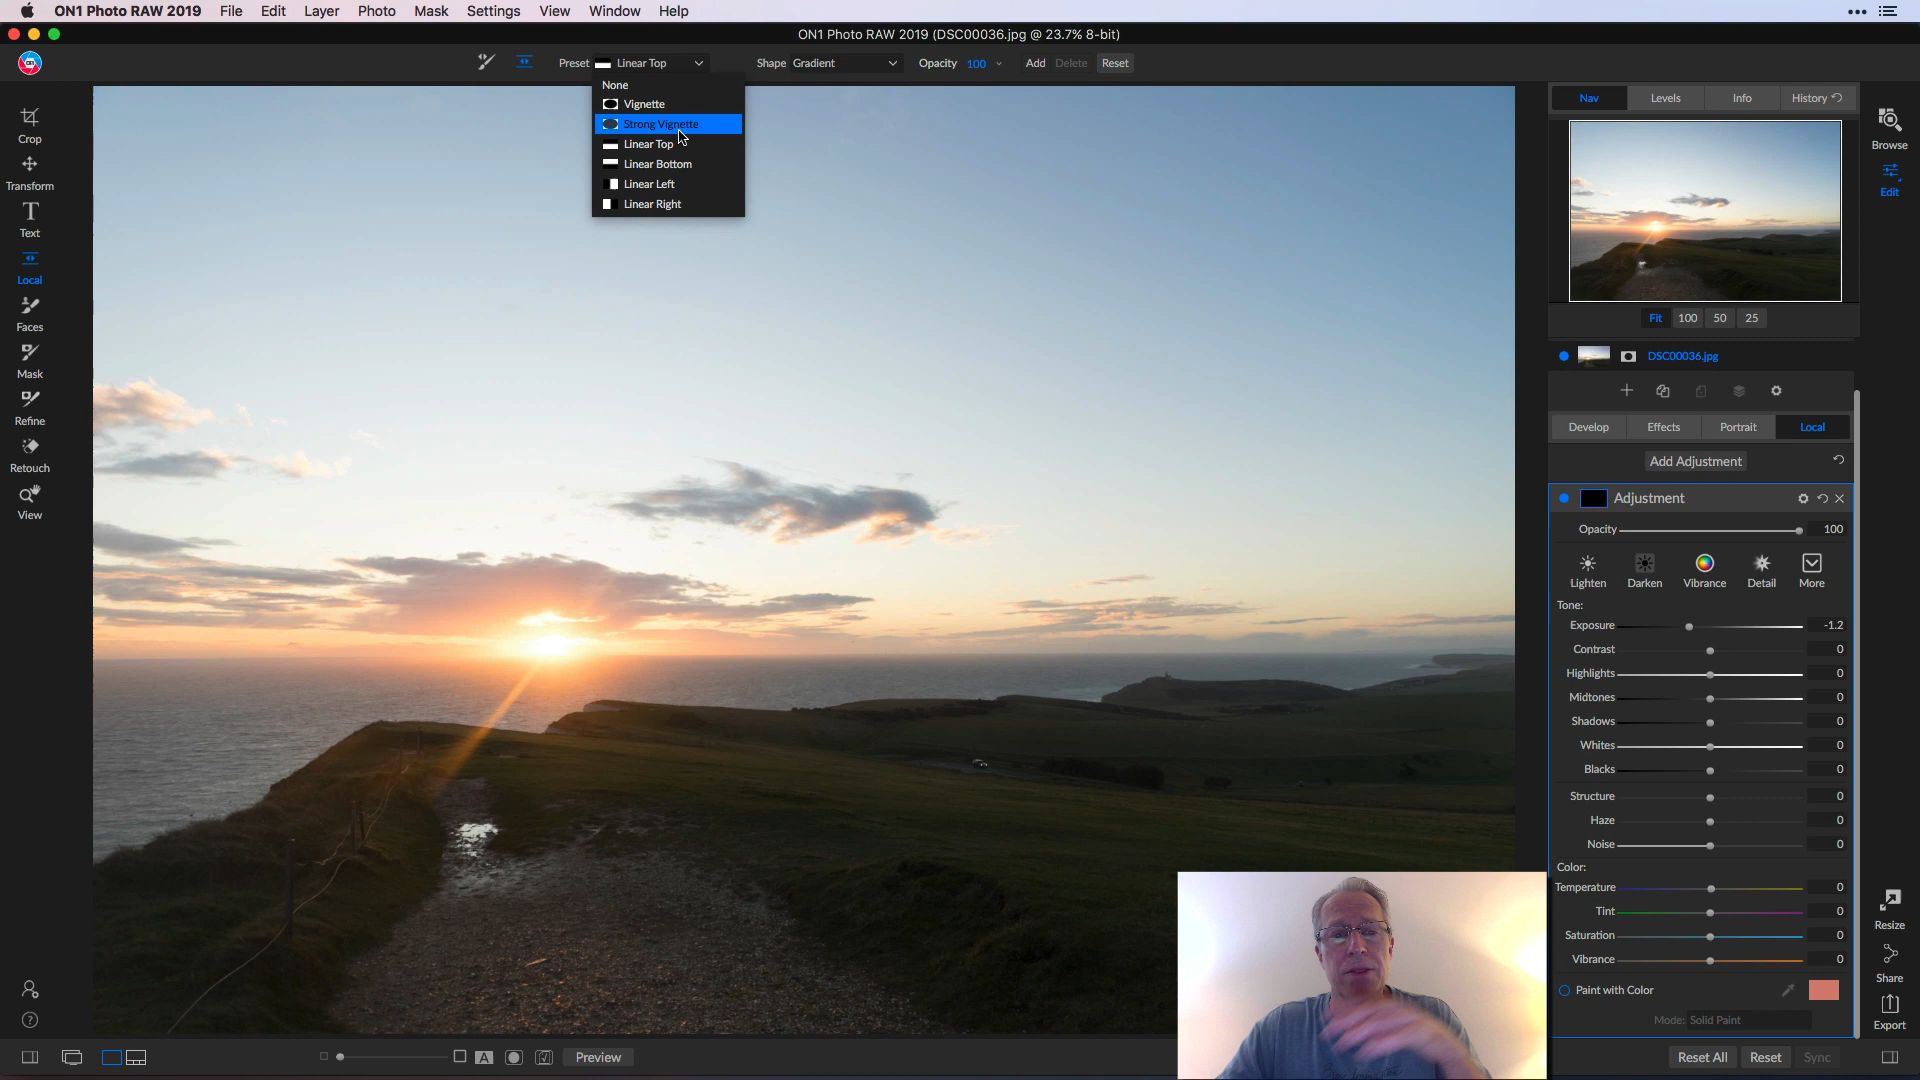 ON1 Photo RAW 2019 File Edit Layer Photo Mask Settings View Window Help
ON1 Photo RAW 2019 (DSC00036.jpg @ 23.7% 8-bit)
Preset Linear Top Shape Gradient Opacity 100 Add Delete Reset
None
Vignette
Strong Vignette
Linear Top
Linear Bottom
Linear Left
Linear Right
Crop
Transform
Text
Local
Faces
Mask
Refine
Retouch
View
Nav Levels Info History
Browse
Edit
Fit 100 50 25
DSC00036.jpg
Develop Effects Portrait Local
Add Adjustment
Adjustment
Opacity 100
Lighten Darken Vibrance Detail More
Tone:
Exposure -1.2
Contrast 0
Highlights 0
Midtones 0
Shadows 0
Whites 0
Blacks 0
Structure 0
Haze 0
Noise 0
Color:
Temperature 0
Tint 0
Saturation 0
Vibrance 0
Paint with Color
Mode: Solid Paint
Resize
Share
Export
A Preview
Reset All Reset Sync